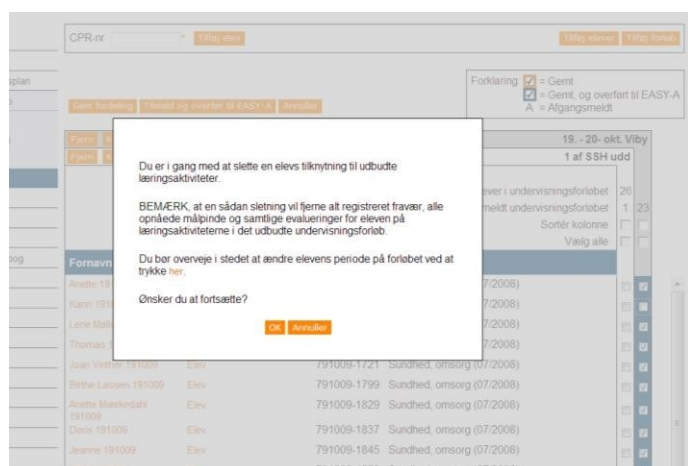 CPR-nr * Tilføj elev Tilføj elever Tilføj forløb
splan
Forklaring = Gemt
= Gemt, og overført til EASY-A
A = Afgangsmeldt
Gem fordeling Tilmeld og overfør til EASY-A Annuller
Fjern 19. - 20- okt. Viby
Fjern 1 af SSH udd
Du er i gang med at slette en elevs tilknytning til udbudte
læringsaktiviteter.
BEMÆRK, at en sådan sletning vil fjerne alt registreret fravær, alle
opnåede målpinde og samtlige evalueringer for eleven på
læringsaktiviteterne i det udbudte undervisningsforløb.
Du bør overveje i stedet at ændre elevens periode på forløbet ved at
trykke her.
Ønsker du at fortsætte?
OK Annuller
ever i undervisningsforløbet 26
meldt undervisningsforløbet 1 23
Sortér kolonne
Vælg alle
og
Fornavn
Anette 19 7/2008)
Karin 191 7/2008)
Lene Mølle 7/2008)
Thomas 7/2008)
Joan Vinther 191009 Elev 791009-1721 Sundhed, omsorg (07/2008)
Birthe Lassen 191009 Elev 791009-1799 Sundhed, omsorg (07/2008)
Anette Mærkedahl
191009 Elev 791009-1829 Sundhed, omsorg (07/2008)
Doris 191009 Elev 791009-1837 Sundhed, omsorg (07/2008)
Jeanne 191009 Elev 791009-1845 Sundhed, omsorg (07/2008)